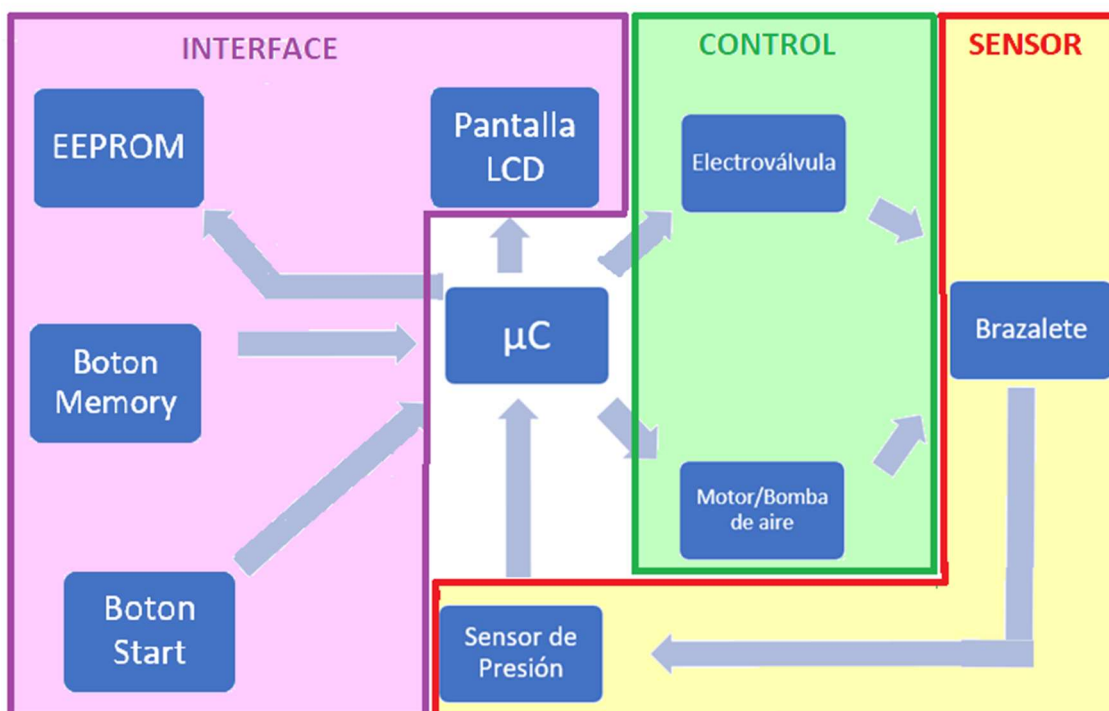 INTERFACE
CONTROL
SENSOR
EEPROM
Pantalla
LCD
Electroválvula
µC
Brazalete
Boton
Memory
Motor/Bomba
de aire
Boton
Start
Sensor de
Presión